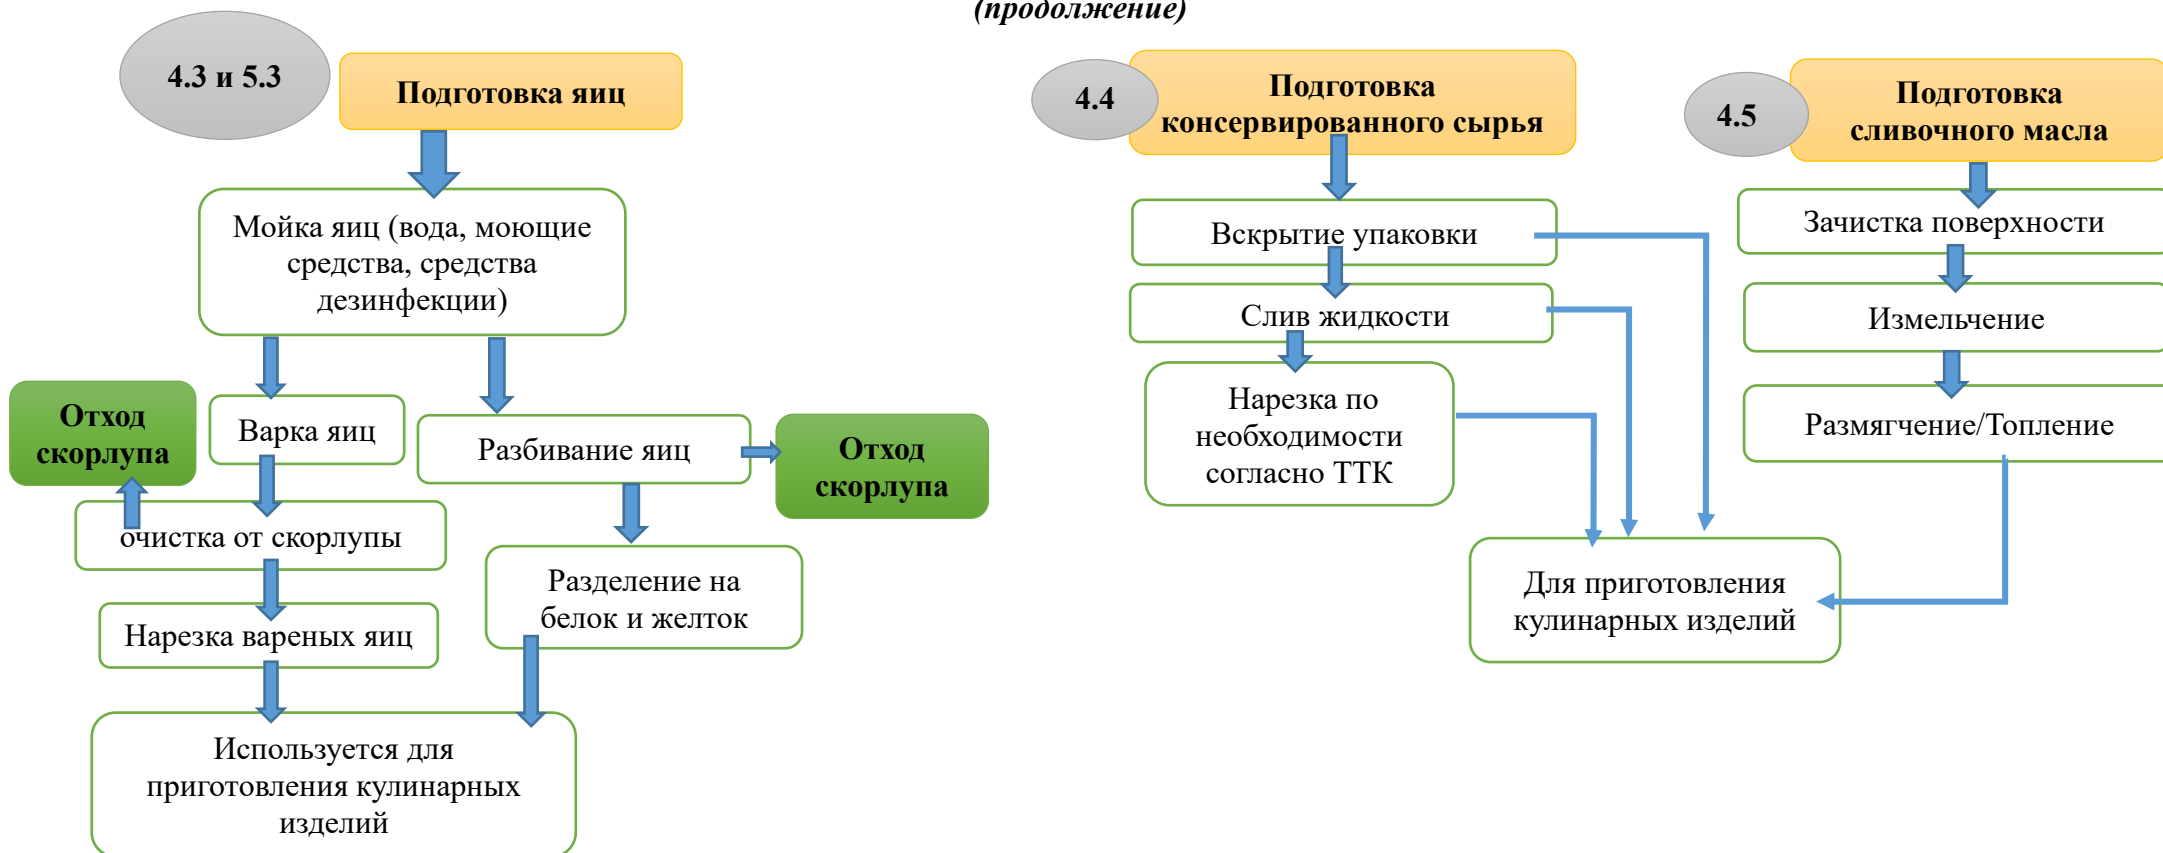 (продолжение)
4.3 и 5.3
Подготовка яиц
Мойка яиц (вода, моющие
средства, средства
дезинфекции)
Отход
скорлупа
Варка яиц
Разбивание яиц
Отход
скорлупа
очистка от скорлупы
Разделение на
белок и желток
Нарезка вареных яиц
Используется для
приготовления кулинарных
изделий
4.4
Подготовка
консервированного сырья
Вскрытие упаковки
Слив жидкости
Нарезка по
необходимости
согласно ТТК
4.5
Подготовка
сливочного масла
Зачистка поверхности
Измельчение
Размягчение/Топление
Для приготовления
кулинарных изделий